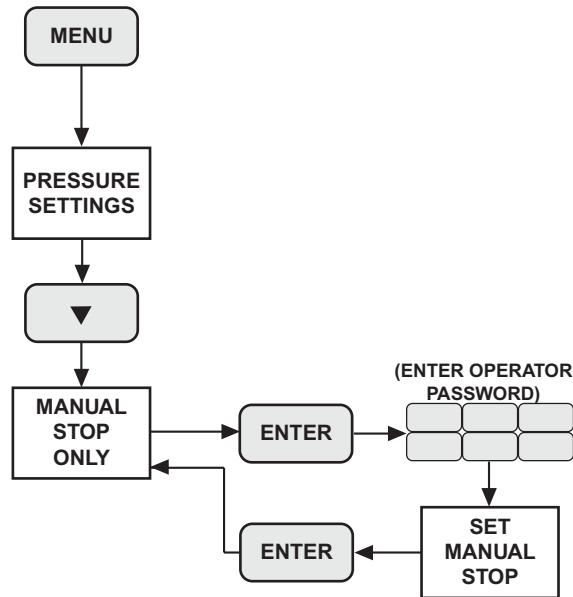 MENU
PRESSURE
SETTINGS
▼
MANUAL
STOP
ONLY
ENTER
(ENTER OPERATOR
PASSWORD)
ENTER
SET
MANUAL
STOP